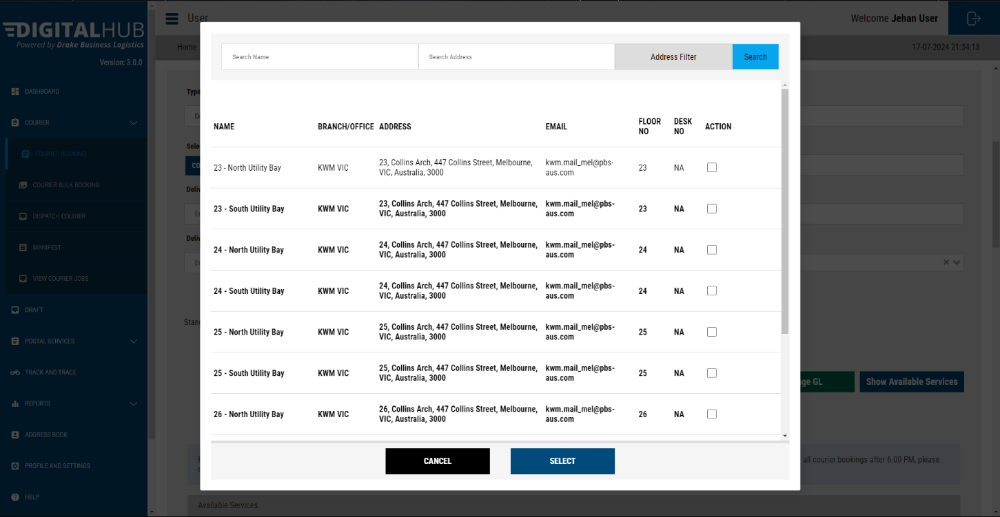 DIGITALHUB
Powered by Drake Business Logistics
Version: 3.0.0
DASHBOARD
COURIER
COURIER BOOKING
COURIER BULK BOOKING
DISPATCH COURIER
MANIFEST
VIEW COURIER JOBS
DRAFT
POSTAL SERVICES
TRACK AND TRACE
REPORTS
ADDRESS BOOK
PROFILE AND SETTINGS
HELP
User
Welcome Jehan User
Home
17-07-2024 21:34:13
Type
Sele
CO
Deliv
Deliv
Stan
ge GL
Show Available Services
all courier bookings after 6.00 PM, please
Available Services
Search Name
Search Address
Address Filter
Search
NAME BRANCH/OFFICE ADDRESS EMAIL FLOOR NO DESK NO ACTION
23 - North Utility Bay KWM VIC 23, Collins Arch, 447 Collins Street, Melbourne, VIC, Australia, 3000 kwm.mail_mel@pbs-aus.com 23 NA
23 - South Utility Bay KWM VIC 23, Collins Arch, 447 Collins Street, Melbourne, VIC, Australia, 3000 kwm.mail_mel@pbs-aus.com 23 NA
24 - North Utility Bay KWM VIC 24, Collins Arch, 447 Collins Street, Melbourne, VIC, Australia, 3000 kwm.mail_mel@pbs-aus.com 24 NA
24 - South Utility Bay KWM VIC 24, Collins Arch, 447 Collins Street, Melbourne, VIC, Australia, 3000 kwm.mail_mel@pbs-aus.com 24 NA
25 - North Utility Bay KWM VIC 25, Collins Arch, 447 Collins Street, Melbourne, VIC, Australia, 3000 kwm.mail_mel@pbs-aus.com 25 NA
25 - South Utility Bay KWM VIC 25, Collins Arch, 447 Collins Street, Melbourne, VIC, Australia, 3000 kwm.mail_mel@pbs-aus.com 25 NA
26 - North Utility Bay KWM VIC 26, Collins Arch, 447 Collins Street, Melbourne, VIC, Australia, 3000 kwm.mail_mel@pbs-aus.com 26 NA
CANCEL
SELECT